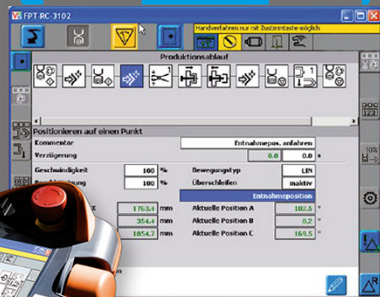 FPT-RC-3102
Handverfahren nur mit Zustimmtaste möglich
Produktionsablauf
Positionieren auf einen Punkt
Kommentar Entnahmepos. anfahren
Verzögerung 0.0 0.0 s
Geschwindigkeit 100 % Bewegungstyp LIN
100 % Überschleifen inaktiv
Entnahmeposition
X 1763.4 mm Aktuelle Position A 102.5 °
354.4 mm Aktuelle Position B 0.2 °
1054.7 mm Aktuelle Position C 169.5 °
10%